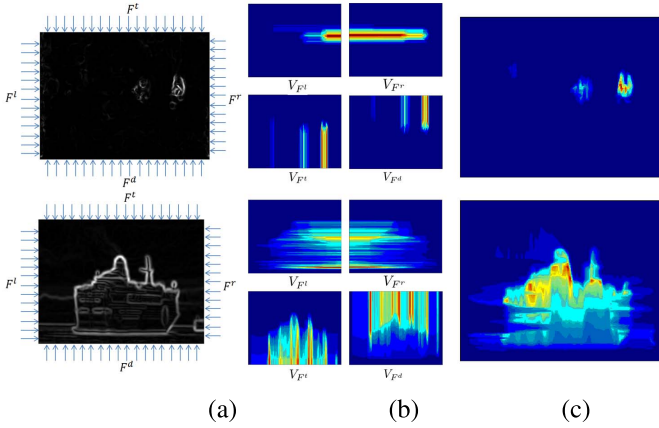 F^t
F^l
F^r
F^d
V_{F^l} V_{F^r}
V_{F^t} V_{F^d}
F^t
F^l
F^r
F^d
V_{F^l} V_{F^r}
V_{F^t} V_{F^d}
(a) (b) (c)